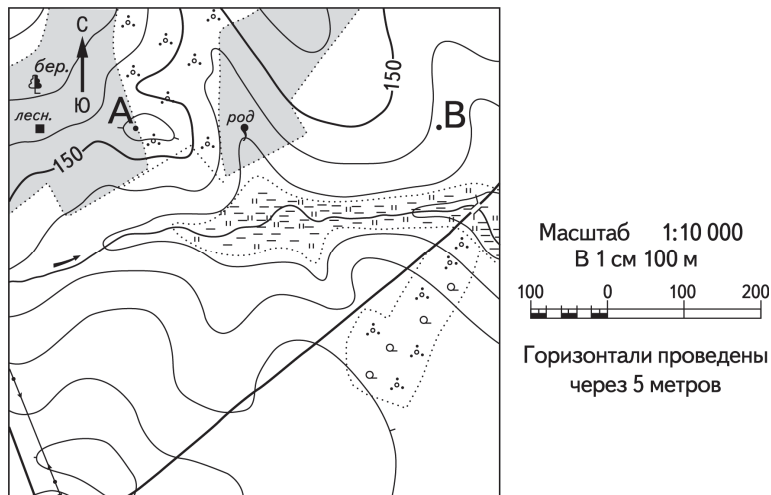 С
бер.
Ю
лесн.
А
род
В
150
150
Масштаб 1:10 000
В 1 см 100 м
100 0 100 200
Горизонтали проведены
через 5 метров